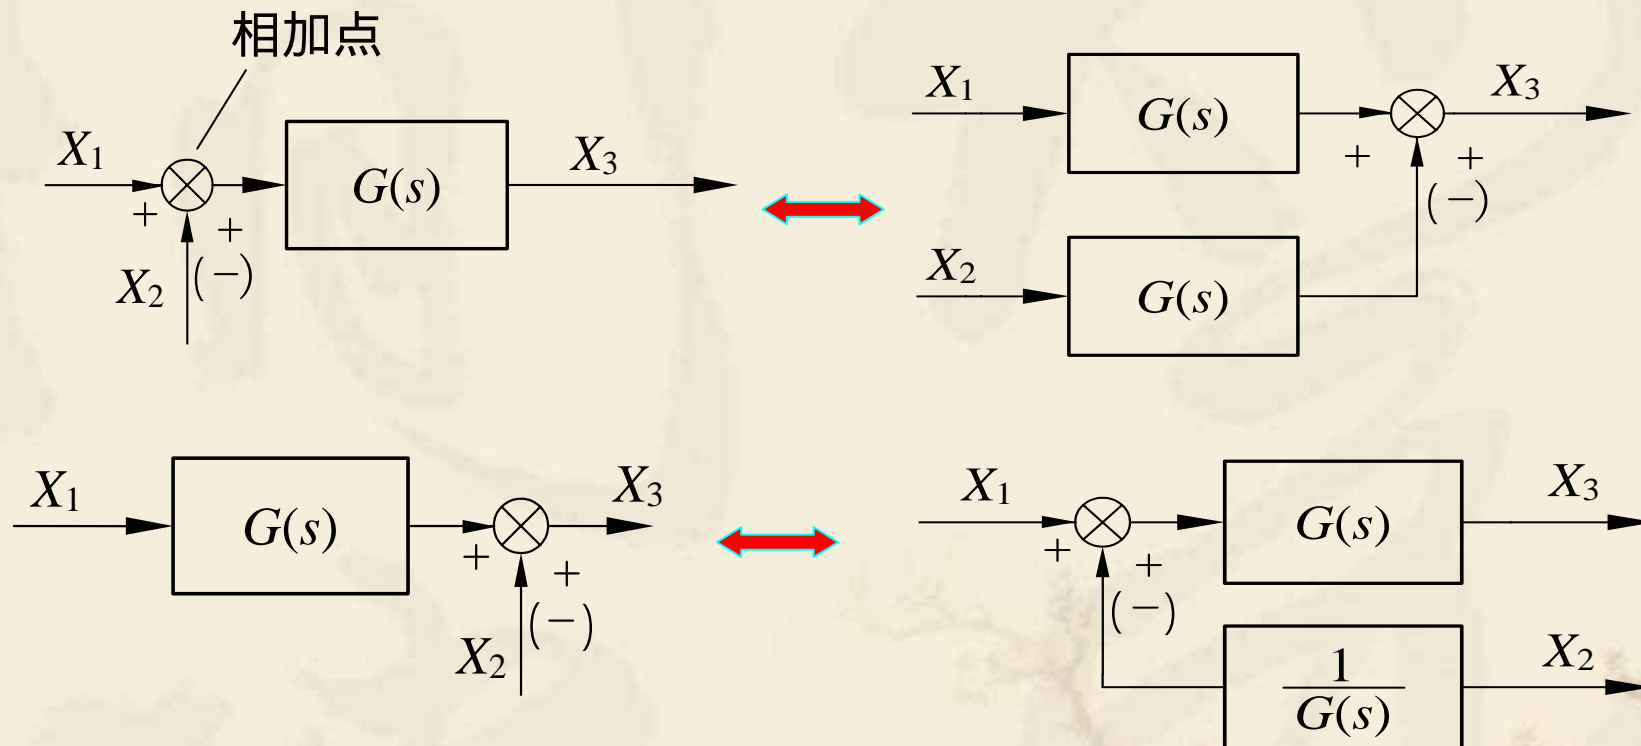 相加点
X₁
+
X₂
+
(−)
G(s)
X₃
X₁
G(s)
+
X₃
+
(−)
X₂
G(s)
X₁
G(s)
+
X₃
+
(−)
X₂
X₁
+
+
(−)
G(s)
X₃
1
G(s)
X₂